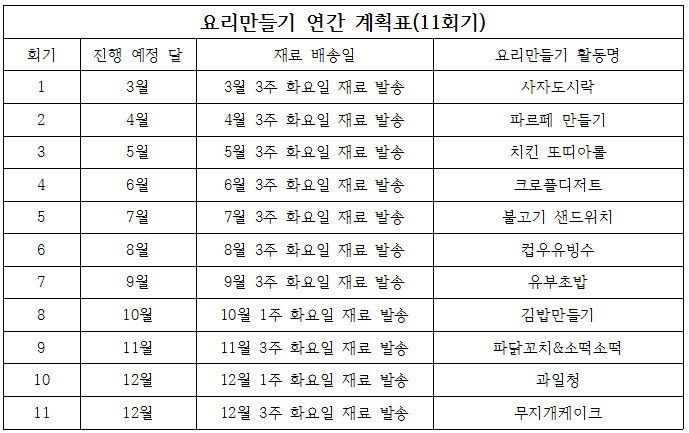 요리만들기 연간 계획표(11회기)
회기 진행 예정 달 재료 배송일 요리만들기 활동명
1 3월 3월 3주 화요일 재료 발송 사자도시락
2 4월 4월 3주 화요일 재료 발송 파르페 만들기
3 5월 5월 3주 화요일 재료 발송 치킨 또띠아롤
4 6월 6월 3주 화요일 재료 발송 크로플디저트
5 7월 7월 3주 화요일 재료 발송 불고기 샌드위치
6 8월 8월 3주 화요일 재료 발송 컵우유빙수
7 9월 9월 3주 화요일 재료 발송 유부초밥
8 10월 10월 1주 화요일 재료 발송 김밥만들기
9 11월 11월 3주 화요일 재료 발송 파닭꼬치&소떡소떡
10 12월 12월 1주 화요일 재료 발송 과일청
11 12월 12월 3주 화요일 재료 발송 무지개케이크